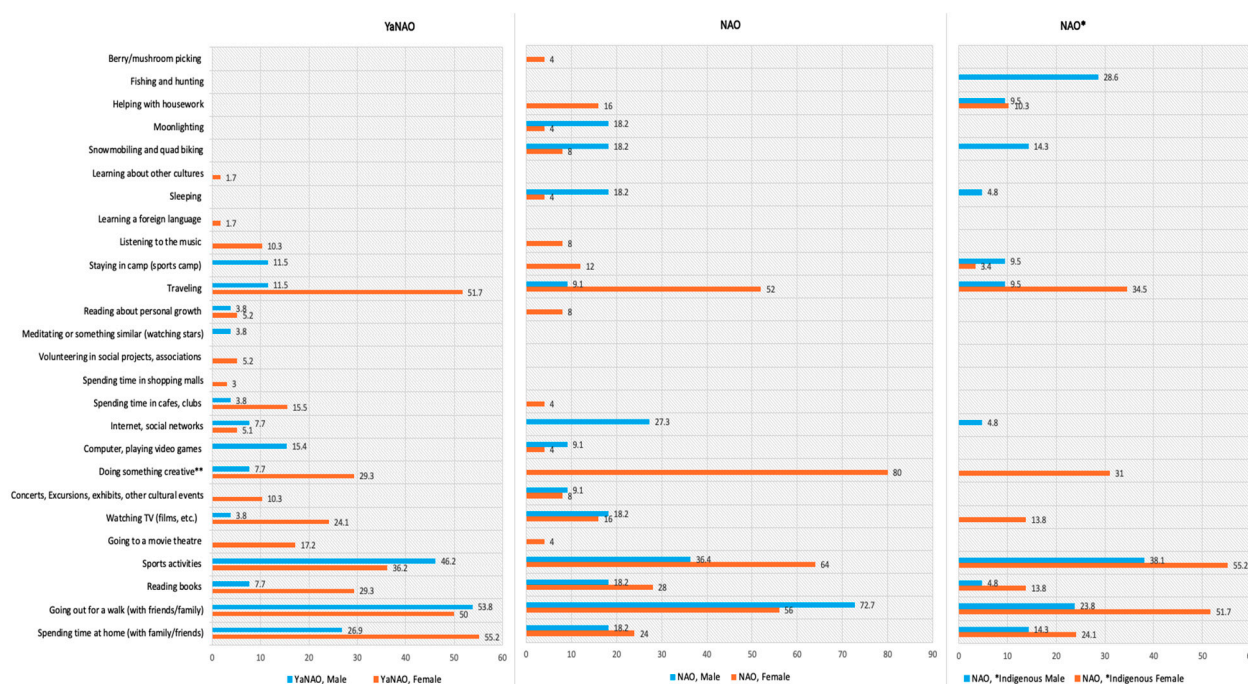 YaNAO NAO NAO*
Berry/mushroom picking 4
Fishing and hunting 28.6
Helping with housework 16 9.5 10.3
Moonlighting 18.2 4
Snowmobiling and quad biking 18.2 8 14.3
Learning about other cultures 1.7
Sleeping 18.2 4 4.8
Learning a foreign language 1.7
Listening to the music 10.3 8
Staying in camp (sports camp) 11.5 12 9.5 3.4
Traveling 11.5 51.7 9.1 52 9.5 34.5
Reading about personal growth 3.8 5.2 8
Meditating or something similar (watching stars) 3.8
Volunteering in social projects, associations 5.2
Spending time in shopping malls 3
Spending time in cafes, clubs 3.8 15.5 4
Internet, social networks 7.7 5.1 27.3 4.8
Computer, playing video games 15.4 9.1 4
Doing something creative** 7.7 29.3 80 31
Concerts, Excursions, exhibits, other cultural events 10.3 9.1 8
Watching TV (films, etc.) 3.8 24.1 18.2 16 13.8
Going to a movie theatre 17.2 4
Sports activities 46.2 36.2 36.4 64 38.1 55.2
Reading books 7.7 29.3 18.2 28 4.8 13.8
Going out for a walk (with friends/family) 53.8 50 72.7 56 23.8 51.7
Spending time at home (with family/friends) 26.9 55.2 18.2 24 14.3 24.1
0 10 20 30 40 50 60 0 10 20 30 40 50 60 70 80 90 0 10 20 30 40 50 60
YaNAO, Male YaNAO, Female NAO, Male NAO, Female NAO, *Indigenous Male NAO, *Indigenous Female